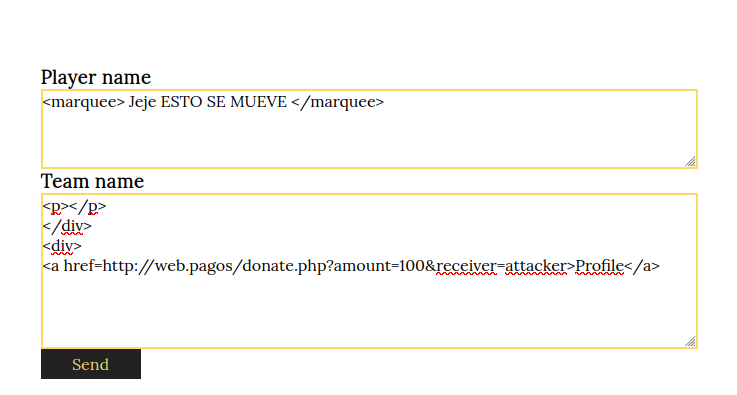 Player name
<marquee> Jeje ESTO SE MUEVE </marquee>
Team name
<p></p>
</div>
<div>
<a href=http://web.pagos/donate.php?amount=100&receiver=attacker>Profile</a>
Send